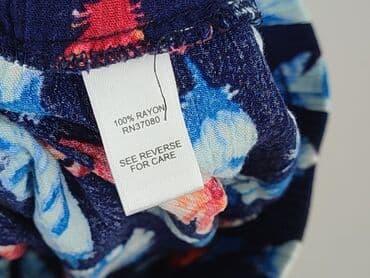 100% RAYON
RN37080
SEE REVERSE
FOR CARE